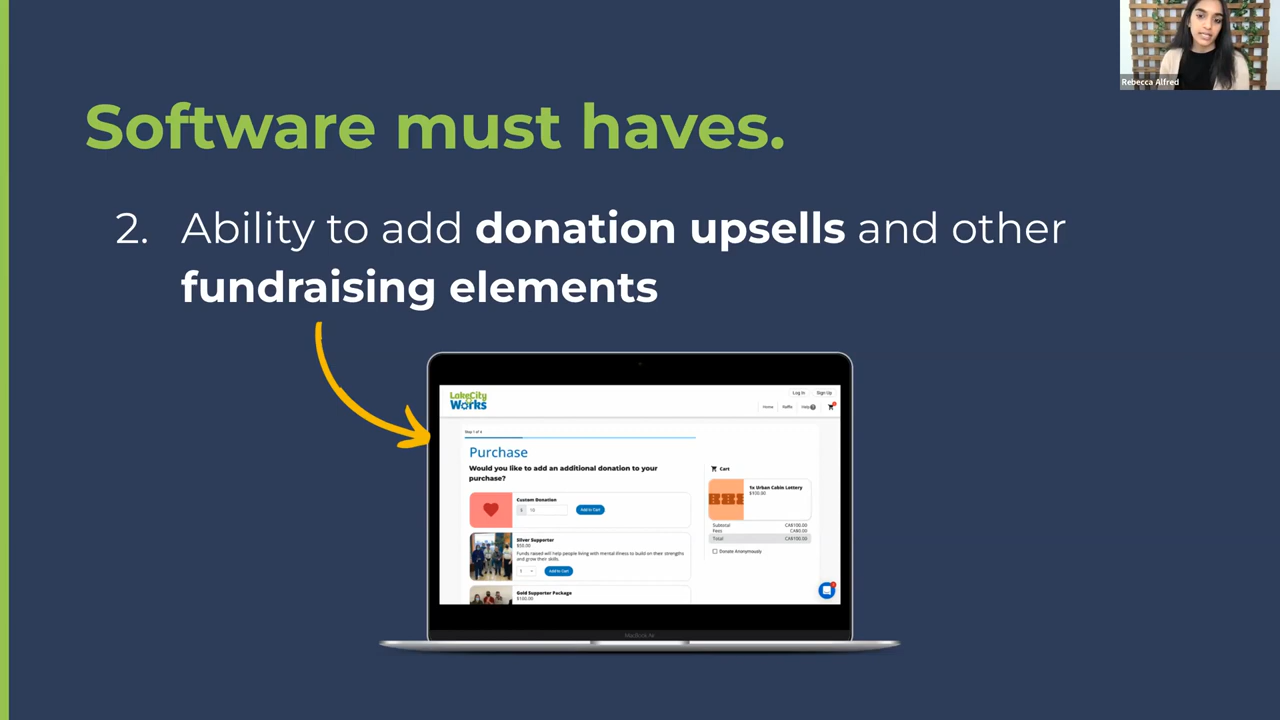 Rebecca Alfred
Software must haves.
2. Ability to add donation upsells and other
fundraising elements
LakeCity
Works
Log In Sign Up
Home Raffle Help
Step 1 of 4
Purchase
Would you like to add an additional donation to your
purchase?
Custom Donation
$ 10 Add to Cart
Silver Supporter
$50.00
Funds raised will help people living with mental illness to build on their strengths
and grow their skills.
Add to Cart
Gold Supporter Package
$100.00
Cart
1x Urban Cabin Lottery
$100.00
Subtotal CA$100.00
Fees CA$0.00
Total CA$100.00
Donate Anonymously
MacBook Air